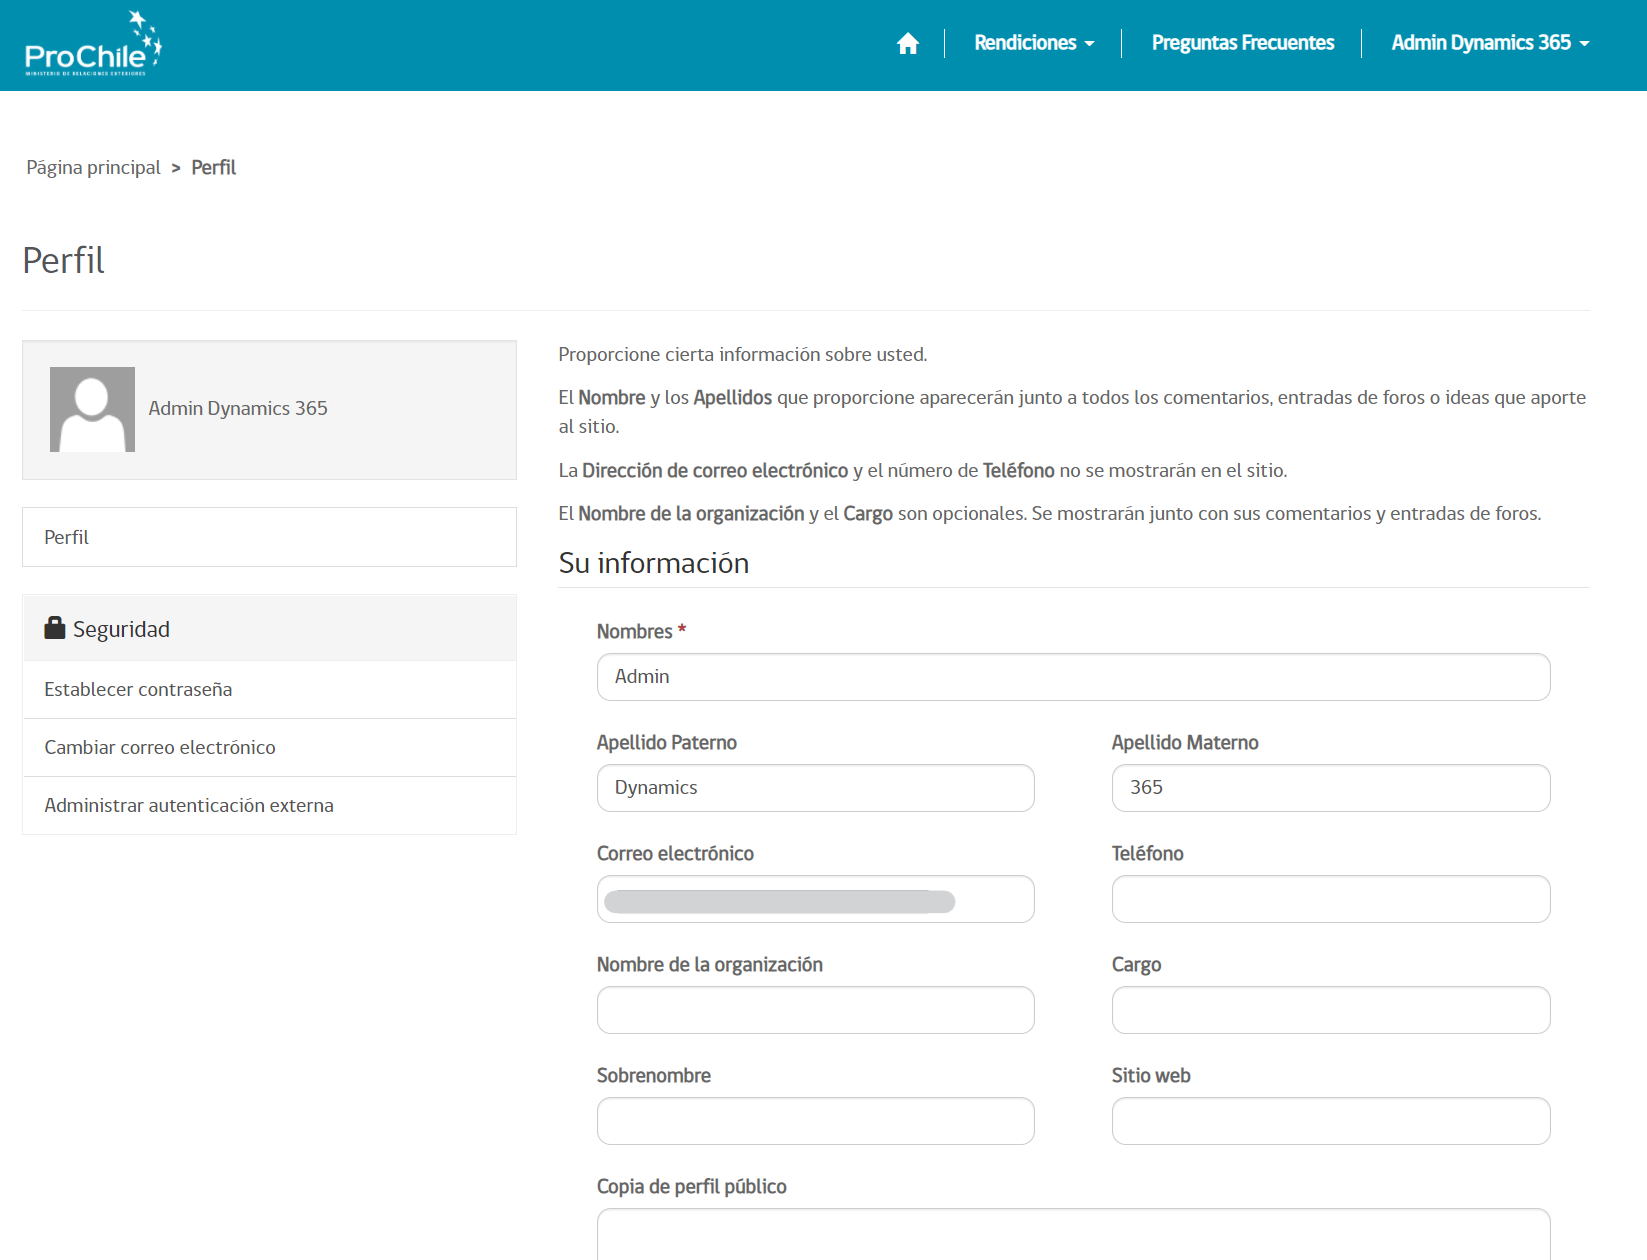 ProChile
MINISTERIO DE RELACIONES EXTERIORES
Rendiciones
Preguntas Frecuentes
Admin Dynamics 365
Página principal > Perfil
Perfil
Admin Dynamics 365
Perfil
Seguridad
Establecer contraseña
Cambiar correo electrónico
Administrar autenticación externa
Proporcione cierta información sobre usted.
El Nombre y los Apellidos que proporcione aparecerán junto a todos los comentarios, entradas de foros o ideas que aporte
al sitio.
La Dirección de correo electrónico y el número de Teléfono no se mostrarán en el sitio.
El Nombre de la organización y el Cargo son opcionales. Se mostrarán junto con sus comentarios y entradas de foros.
Su información
Nombres *
Admin
Apellido Paterno
Apellido Materno
Dynamics
365
Correo electrónico
Teléfono
Nombre de la organización
Cargo
Sobrenombre
Sitio web
Copia de perfil público